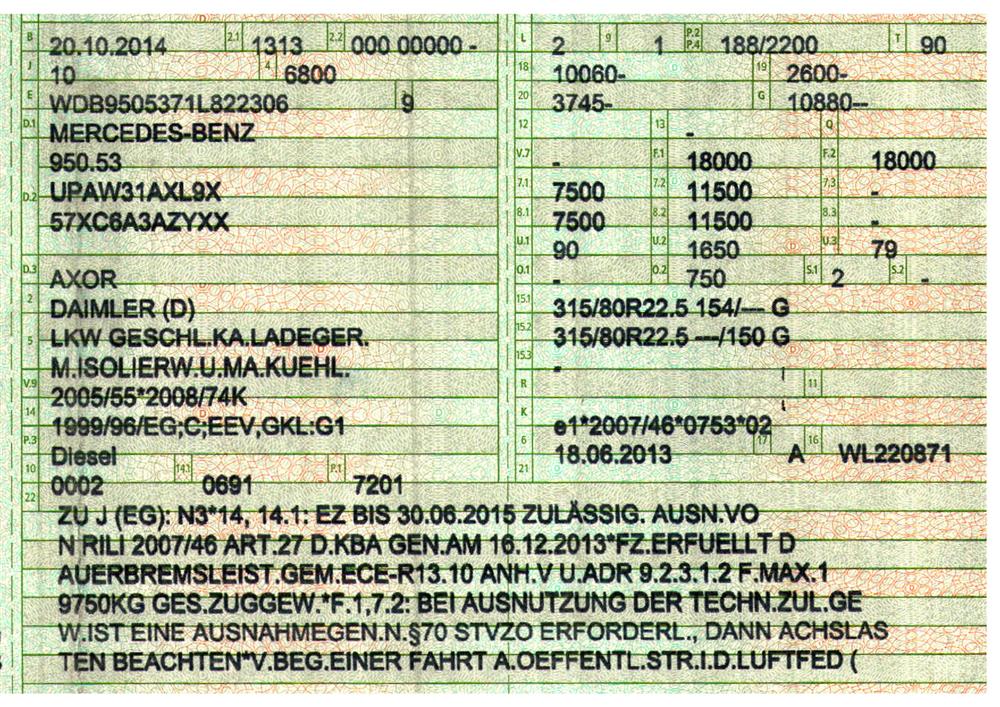 B 20.10.2014 2.1 1313 2.2 000 00000 -
J 10 4 6800
E WDB9505371L822306 3 9
D.1 MERCEDES-BENZ
950.53
D.2 UPAW31AXL9X
57XC6A3AZYXX
D.3 AXOR
2 DAIMLER (D)
5 LKW GESCHL.KA.LADEGER.
M.ISOLIERW.U.MA.KUEHL.
V.9 2005/55*2008/74K
14 1999/96/EG;C;EEV,GKL:G1
P.3 Diesel
10 0002 14.1 0691 P.1 7201
L 2 9 1 P.2 P.4 188/2200 T 90
18 10060- 19 2600-
20 3745- G 10880--
12 13 - Q
V.7 - F.1 18000 F.2 18000
7.1 7500 7.2 11500 7.3 -
8.1 7500 8.2 11500 8.3 -
U.1 90 U.2 1650 U.3 79
O.1 - O.2 750 S.1 2 S.2 -
15.1 315/80R22.5 154/--- G
15.2 315/80R22.5 ---/150 G
15.3 -
R 11
K e1*2007/46*0753*02
6 18.06.2013 17 A 16 WL220871
21
22 ZU J (EG): N3*14, 14.1: EZ BIS 30.06.2015 ZULÄSSIG. AUSN.VO
N RILI 2007/46 ART.27 D.KBA GEN.AM 16.12.2013*FZ.ERFUELLT D
AUERBREMSLEIST.GEM.ECE-R13.10 ANH.V U.ADR 9.2.3.1.2 F.MAX.1
9750KG GES.ZUGGEW.*F.1,7.2: BEI AUSNUTZUNG DER TECHN.ZUL.GE
W.IST EINE AUSNAHMEGEN.N.§70 STVZO ERFORDERL., DANN ACHSLAS
TEN BEACHTEN*V.BEG.EINER FAHRT A.OEFFENTL.STR.I.D.LUFTFED (